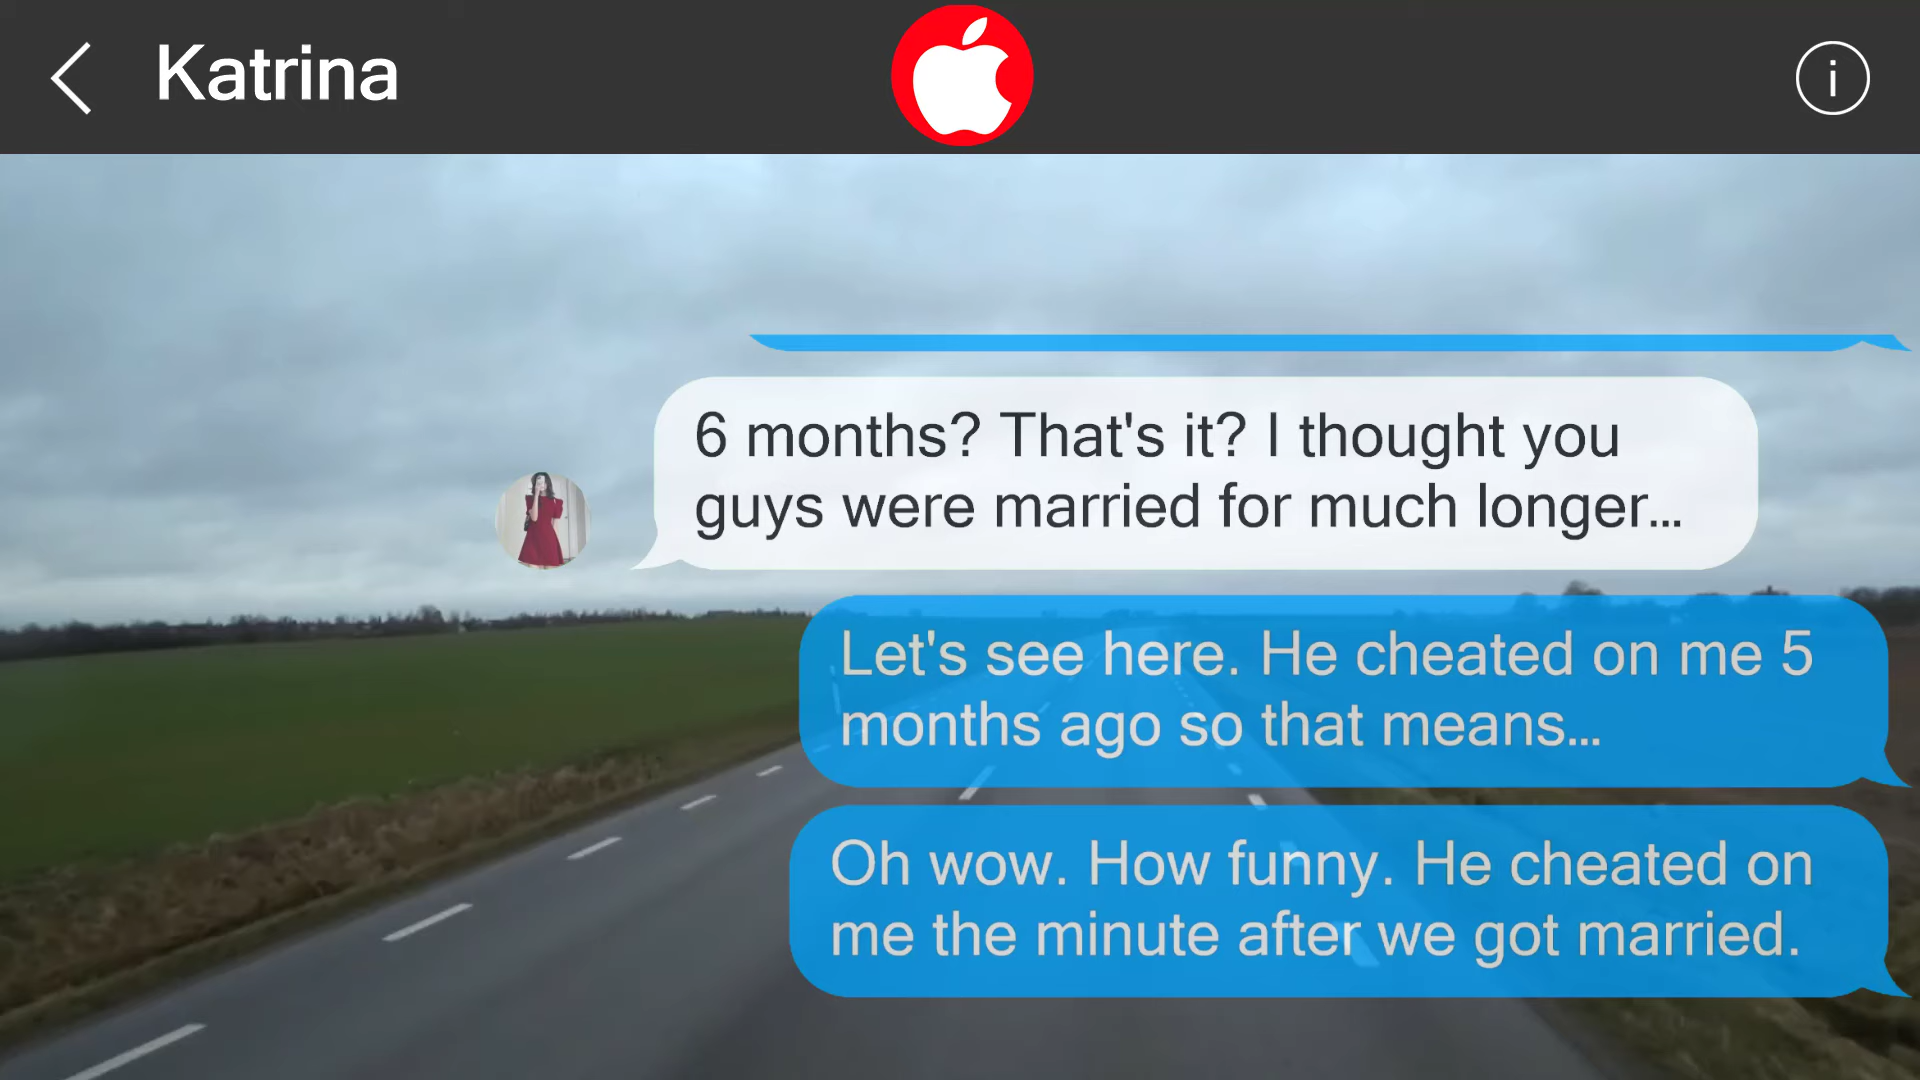 Katrina
6 months? That's it? I thought you
guys were married for much longer...
Let's see here. He cheated on me 5
months ago so that means...
Oh wow. How funny. He cheated on
me the minute after we got married.